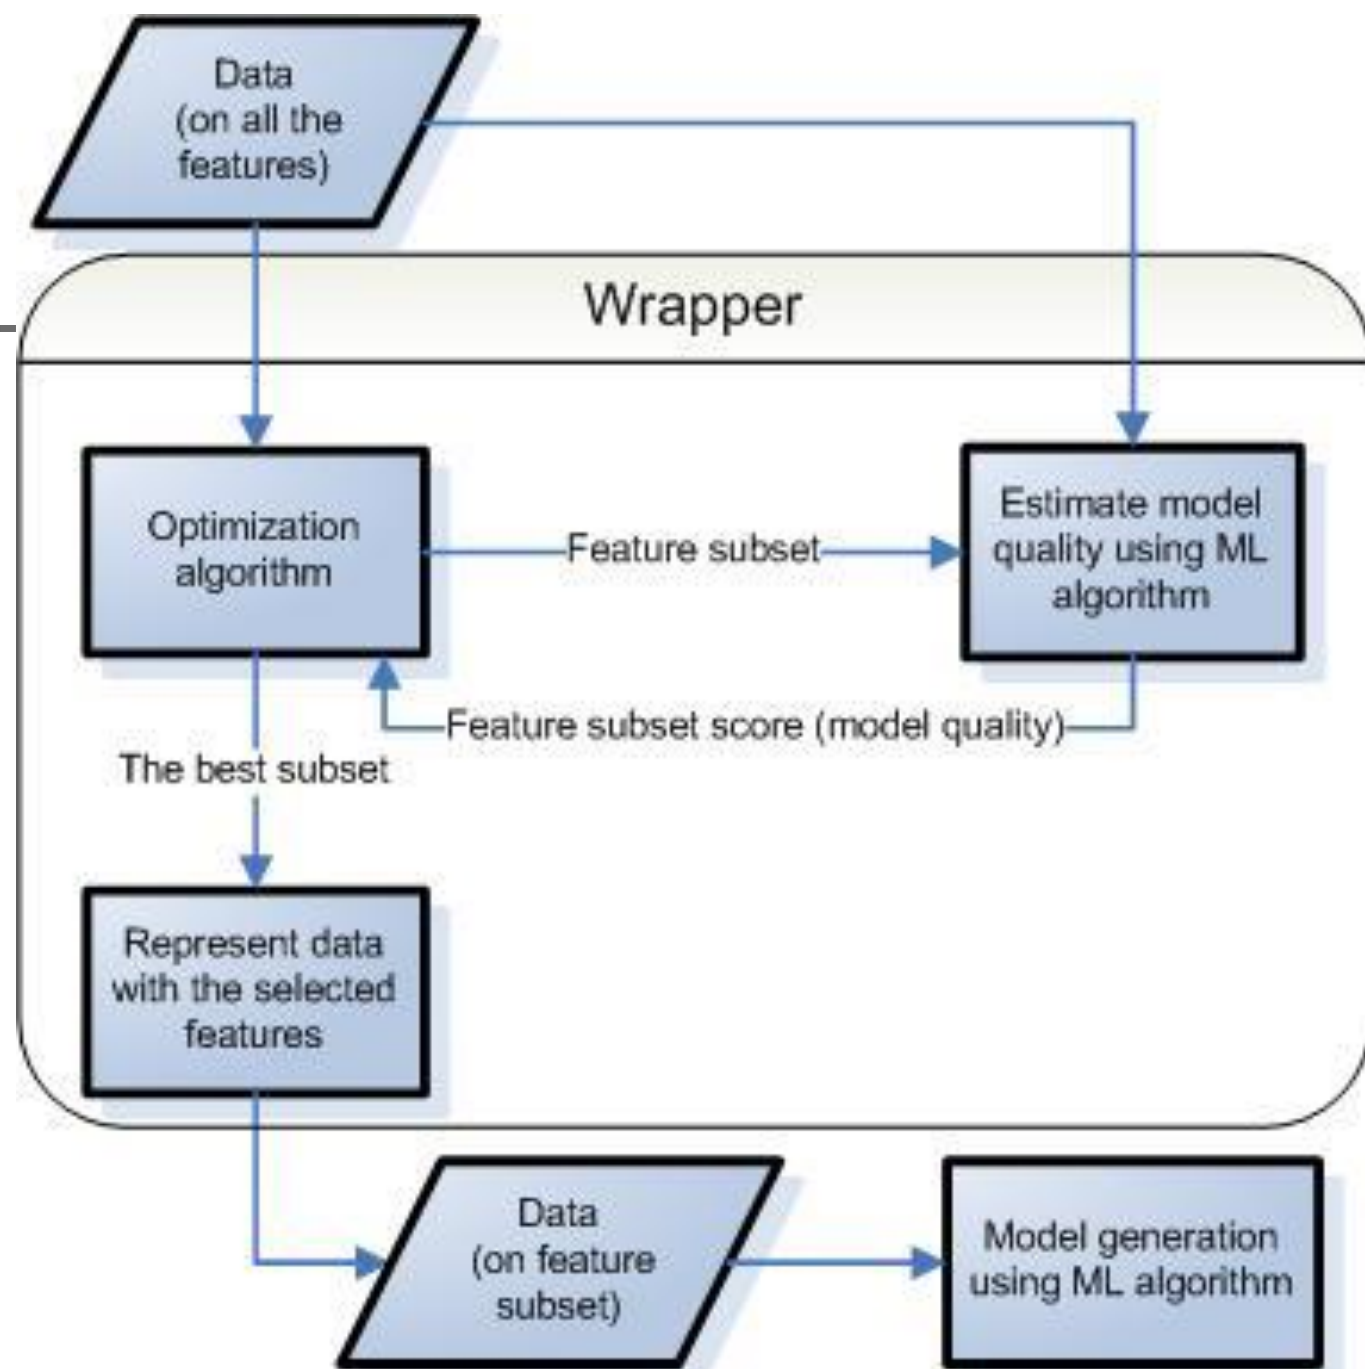 Data
(on all the
features)
Wrapper
Optimization
algorithm
Feature subset
Estimate model
quality using ML
algorithm
Feature subset score (model quality)
The best subset
Represent data
with the selected
features
Data
(on feature
subset)
Model generation
using ML algorithm